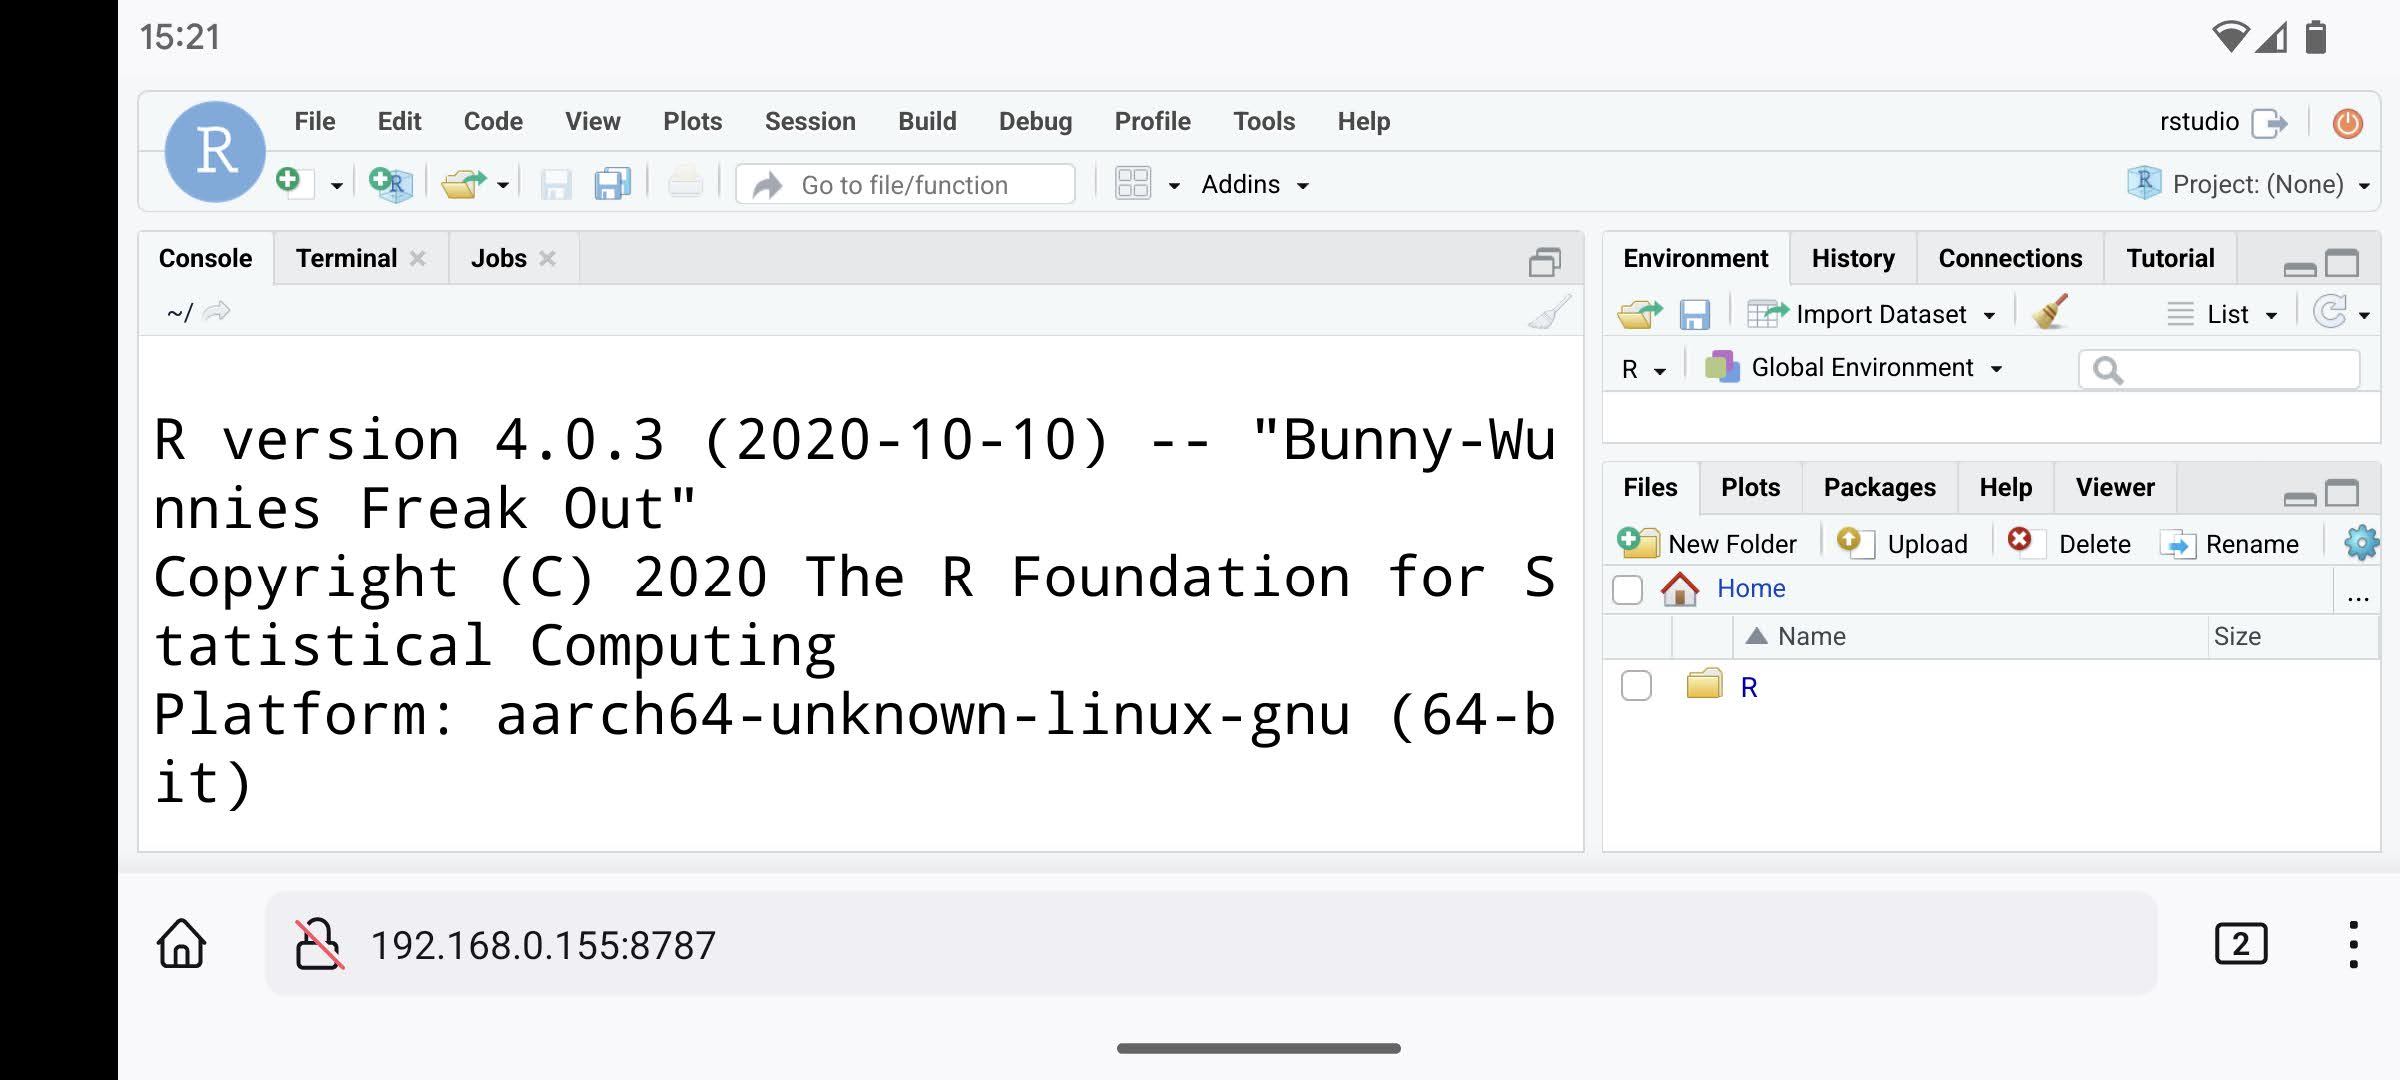 15:21
R
File Edit Code View Plots Session Build Debug Profile Tools Help
rstudio
R
Go to file/function
Addins
R Project: (None)
Console Terminal Jobs
~/
R version 4.0.3 (2020-10-10) -- "Bunny-Wu
nnies Freak Out"
Copyright (C) 2020 The R Foundation for S
tatistical Computing
Platform: aarch64-unknown-linux-gnu (64-b
it)
Environment History Connections Tutorial
Import Dataset
List
R
Global Environment
Files Plots Packages Help Viewer
New Folder Upload Delete Rename
Home
...
Name Size
R
192.168.0.155:8787
2